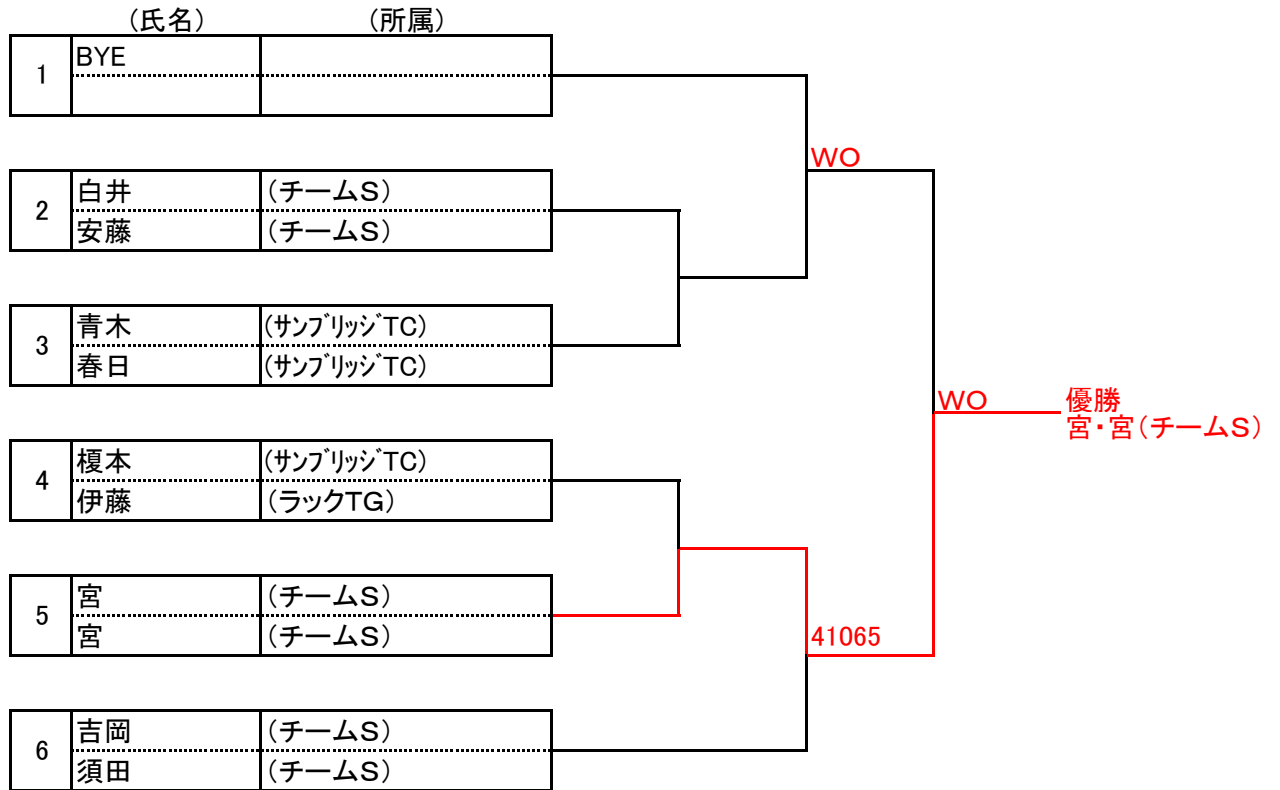 (氏名) (所属)
1 BYE
WO
2 白井 (チームS)
安藤 (チームS)
3 青木 (サンブリッジTC)
春日 (サンブリッジTC)
WO 優勝
宮・宮(チームS)
4 榎本 (サンブリッジTC)
伊藤 (ラックTG)
5 宮 (チームS)
宮 (チームS)
41065
6 吉岡 (チームS)
須田 (チームS)